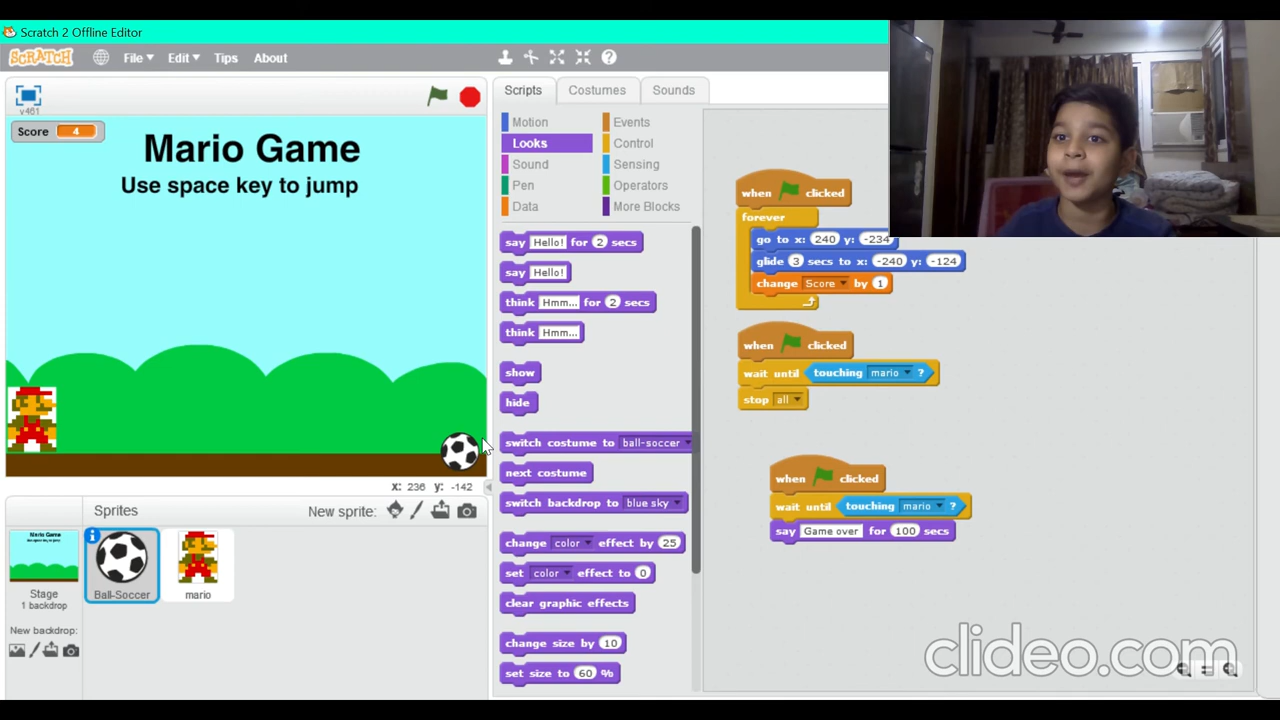 Scratch 2 Offline Editor
SCRATCH File Edit Tips About
v461
Score 4
Mario Game
Use space key to jump
x: 236 y: -142
Sprites New sprite:
Stage
1 backdrop
New backdrop:
Ball-Soccer
mario
Scripts Costumes Sounds
Motion Events
Looks Control
Sound Sensing
Pen Operators
Data More Blocks
say Hello! for 2 secs
say Hello!
think Hmm... for 2 secs
think Hmm...
show
hide
switch costume to ball-soccer
next costume
switch backdrop to blue sky
change color effect by 25
set color effect to 0
clear graphic effects
change size by 10
set size to 60 %
when clicked
forever
go to x: 240 y: -234
glide 3 secs to x: -240 y: -124
change Score by 1
when clicked
wait until touching mario ?
stop all
when clicked
wait until touching mario ?
say Game over for 100 secs
clideo.com
Mario Game